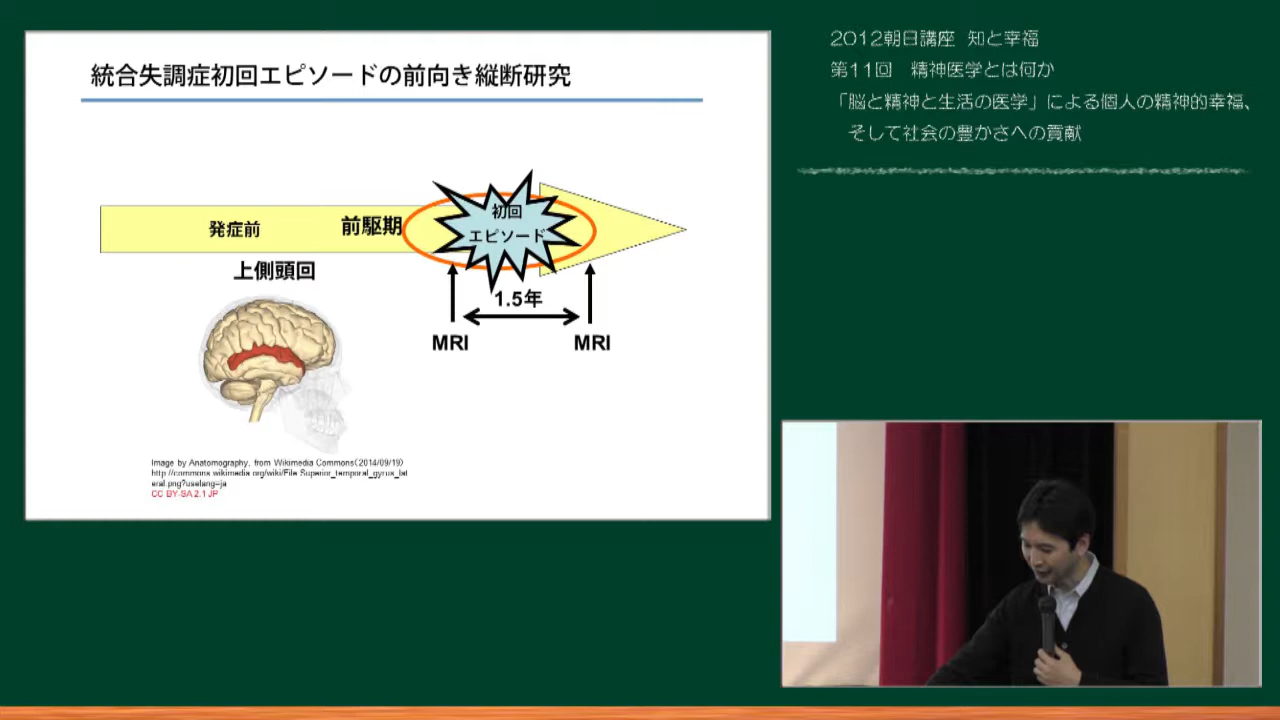 統合失調症初回エピソードの前向き縦断研究
発症前
前駆期
初回
エピソード
上側頭回
1.5年
MRI
MRI
Image by Anatomography, from Wikimedia Commons(2014/09/19)
http://commons.wikimedia.org/wiki/File:Superior_temporal_gyrus_lat
eral.png?uselang=ja
CC BY-SA 2.1 JP
2012朝日講座 知と幸福
第11回 精神医学とは何か
「脳と精神と生活の医学」による個人の精神的幸福、
そして社会の豊かさへの貢献